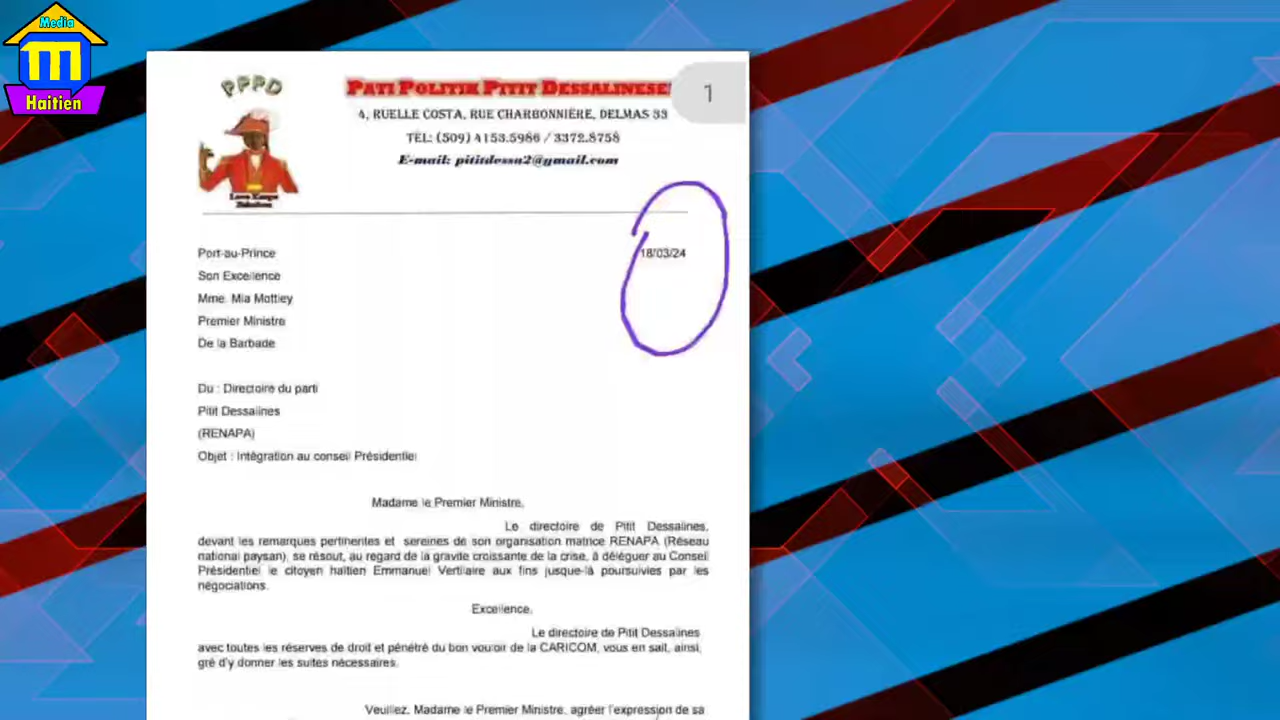 Media
M
Haitien
PPPD
PATI POLITIK PITIT DESSALINES
1
4, RUELLE COSTA, RUE CHARBONNIÈRE, DELMAS 33
TEL: (509) 4153.5986 / 3372.8758
E-mail: pititdessa2@gmail.com
Port-au-Prince 18/03/24
Son Excellence
Mme. Mia Mottley
Premier Ministre
De la Barbade
Du : Directoire du parti
Pitit Dessalines
(RENAPA)
Objet : Intégration au conseil Présidentiel
Madame le Premier Ministre,
Le directoire de Pitit Dessalines,
devant les remarques pertinentes et sereines de son organisation matrice RENAPA (Réseau
national paysan), se résout, au regard de la gravite croissante de la crise, à déléguer au Conseil
Présidentiel le citoyen haïtien Emmanuel Vertilaire aux fins jusque-là poursuivies par les
négociations.
Excellence,
Le directoire de Pitit Dessalines
avec toutes les réserves de droit et pénétré du bon vouloir de la CARICOM, vous en sait, ainsi,
gré d'y donner les suites nécessaires.
Veuillez, Madame le Premier Ministre, agréer l'expression de sa